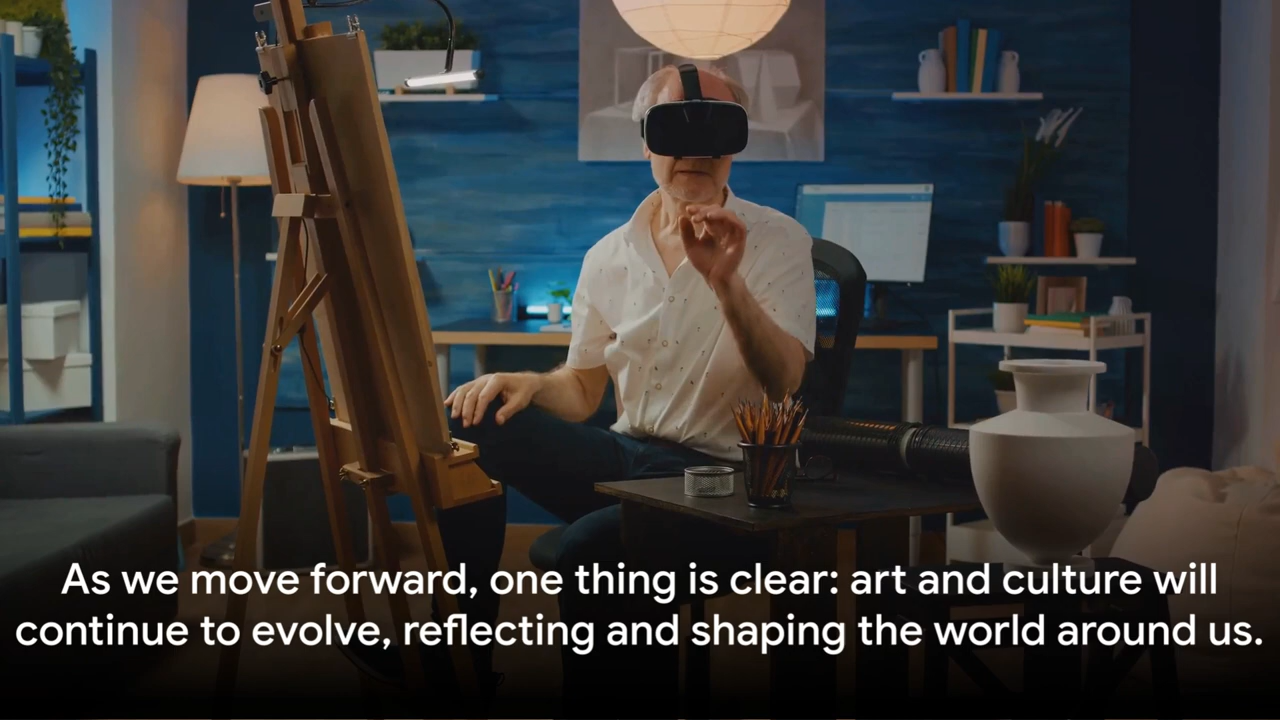 As we move forward, one thing is clear: art and culture will
continue to evolve, reflecting and shaping the world around us.